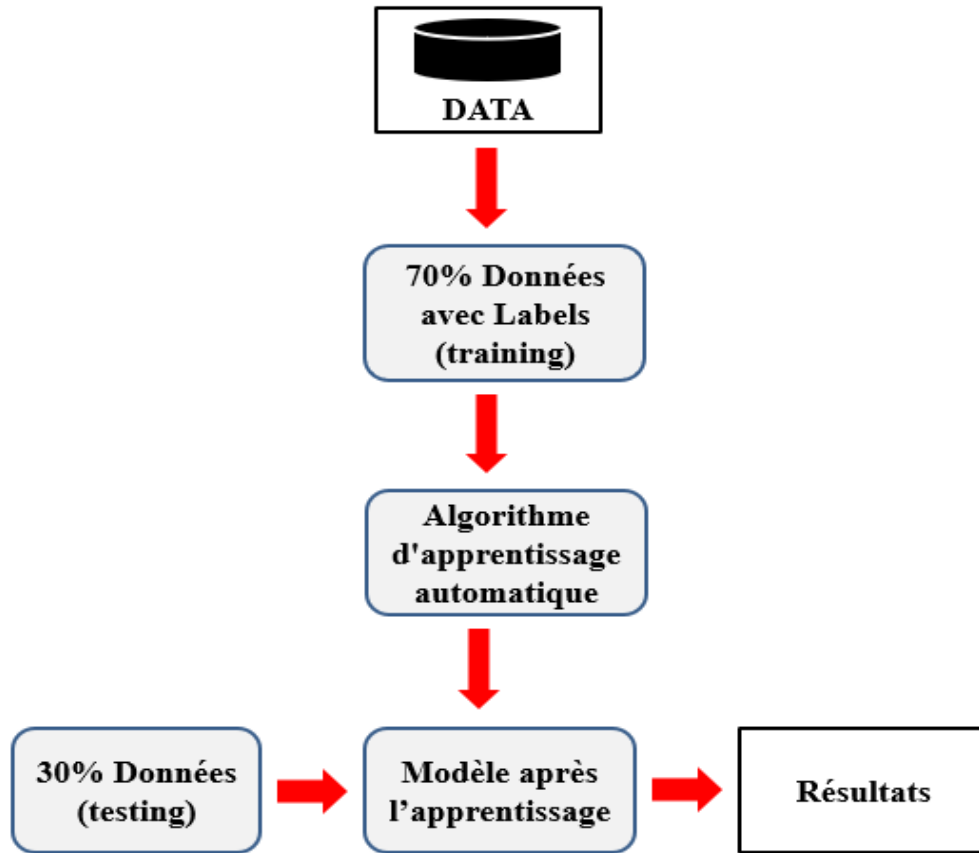 DATA
70% Données
avec Labels
(training)
Algorithme
d'apprentissage
automatique
30% Données
(testing)
Modèle après
l’apprentissage
Résultats